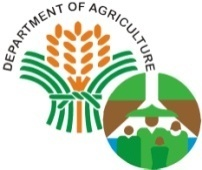 DEPARTMENT OF AGRICULTURE